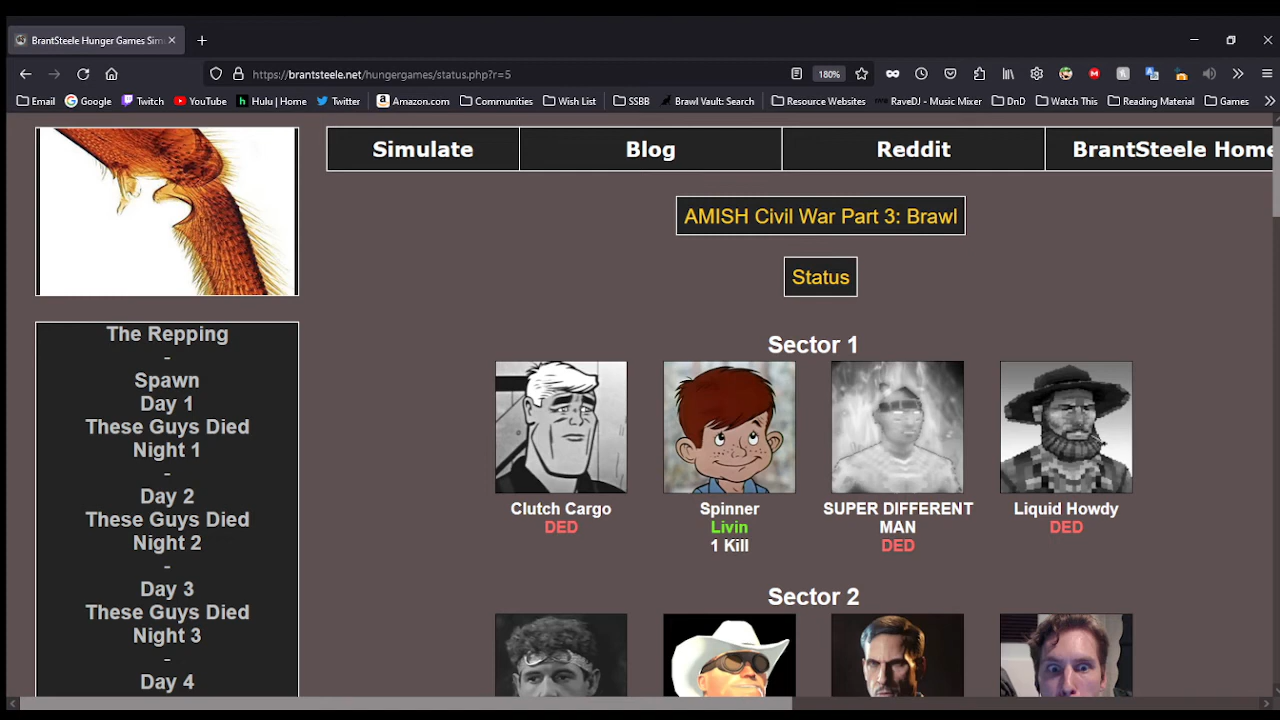 BrantSteele Hunger Games Sim
https://brantsteele.net/hungergames/status.php?r=5
180%
Email
Google
Twitch
YouTube
Hulu | Home
Twitter
Amazon.com
Communities
Wish List
SSBB
Brawl Vault: Search
Resource Websites
RaveDJ - Music Mixer
DnD
Watch This
Reading Material
Games
Simulate
Blog
Reddit
BrantSteele Home
AMISH Civil War Part 3: Brawl
Status
The Repping
-
Spawn
Day 1
These Guys Died
Night 1
-
Day 2
These Guys Died
Night 2
-
Day 3
These Guys Died
Night 3
-
Day 4
Sector 1
Clutch Cargo
DED
Spinner
Livin
1 Kill
SUPER DIFFERENT
MAN
DED
Liquid Howdy
DED
Sector 2